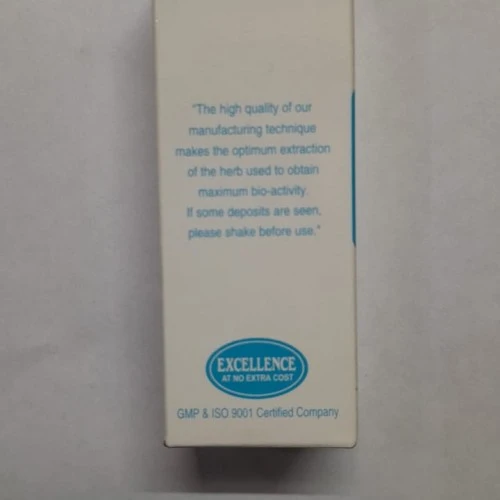 "The high quality of our
manufacturing technique
makes the optimum extraction
of the herb used to obtain
maximum bio-activity.
If some deposits are seen,
please shake before use."
EXCELLENCE
AT NO EXTRA COST
GMP & ISO 9001 Certified Company